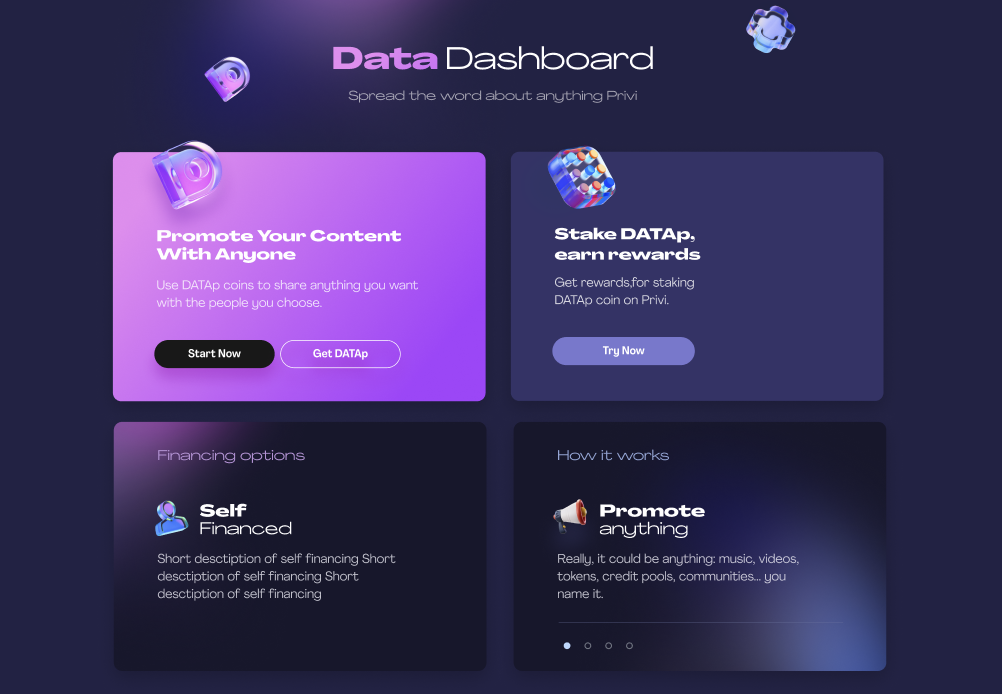 Data Dashboard
Spread the word about anything Privi
Promote Your Content
With Anyone
Use DATAp coins to share anything you want
with the people you choose.
Start Now
Get DATAp
Stake DATAp,
earn rewards
Get rewards,for staking
DATAp coin on Privi.
Try Now
Financing options
Self
Financed
Short desctiption of self financing Short
desctiption of self financing Short
desctiption of self financing
How it works
Promote
anything
Really, it could be anything: music, videos,
tokens, credit pools, communities... you
name it.